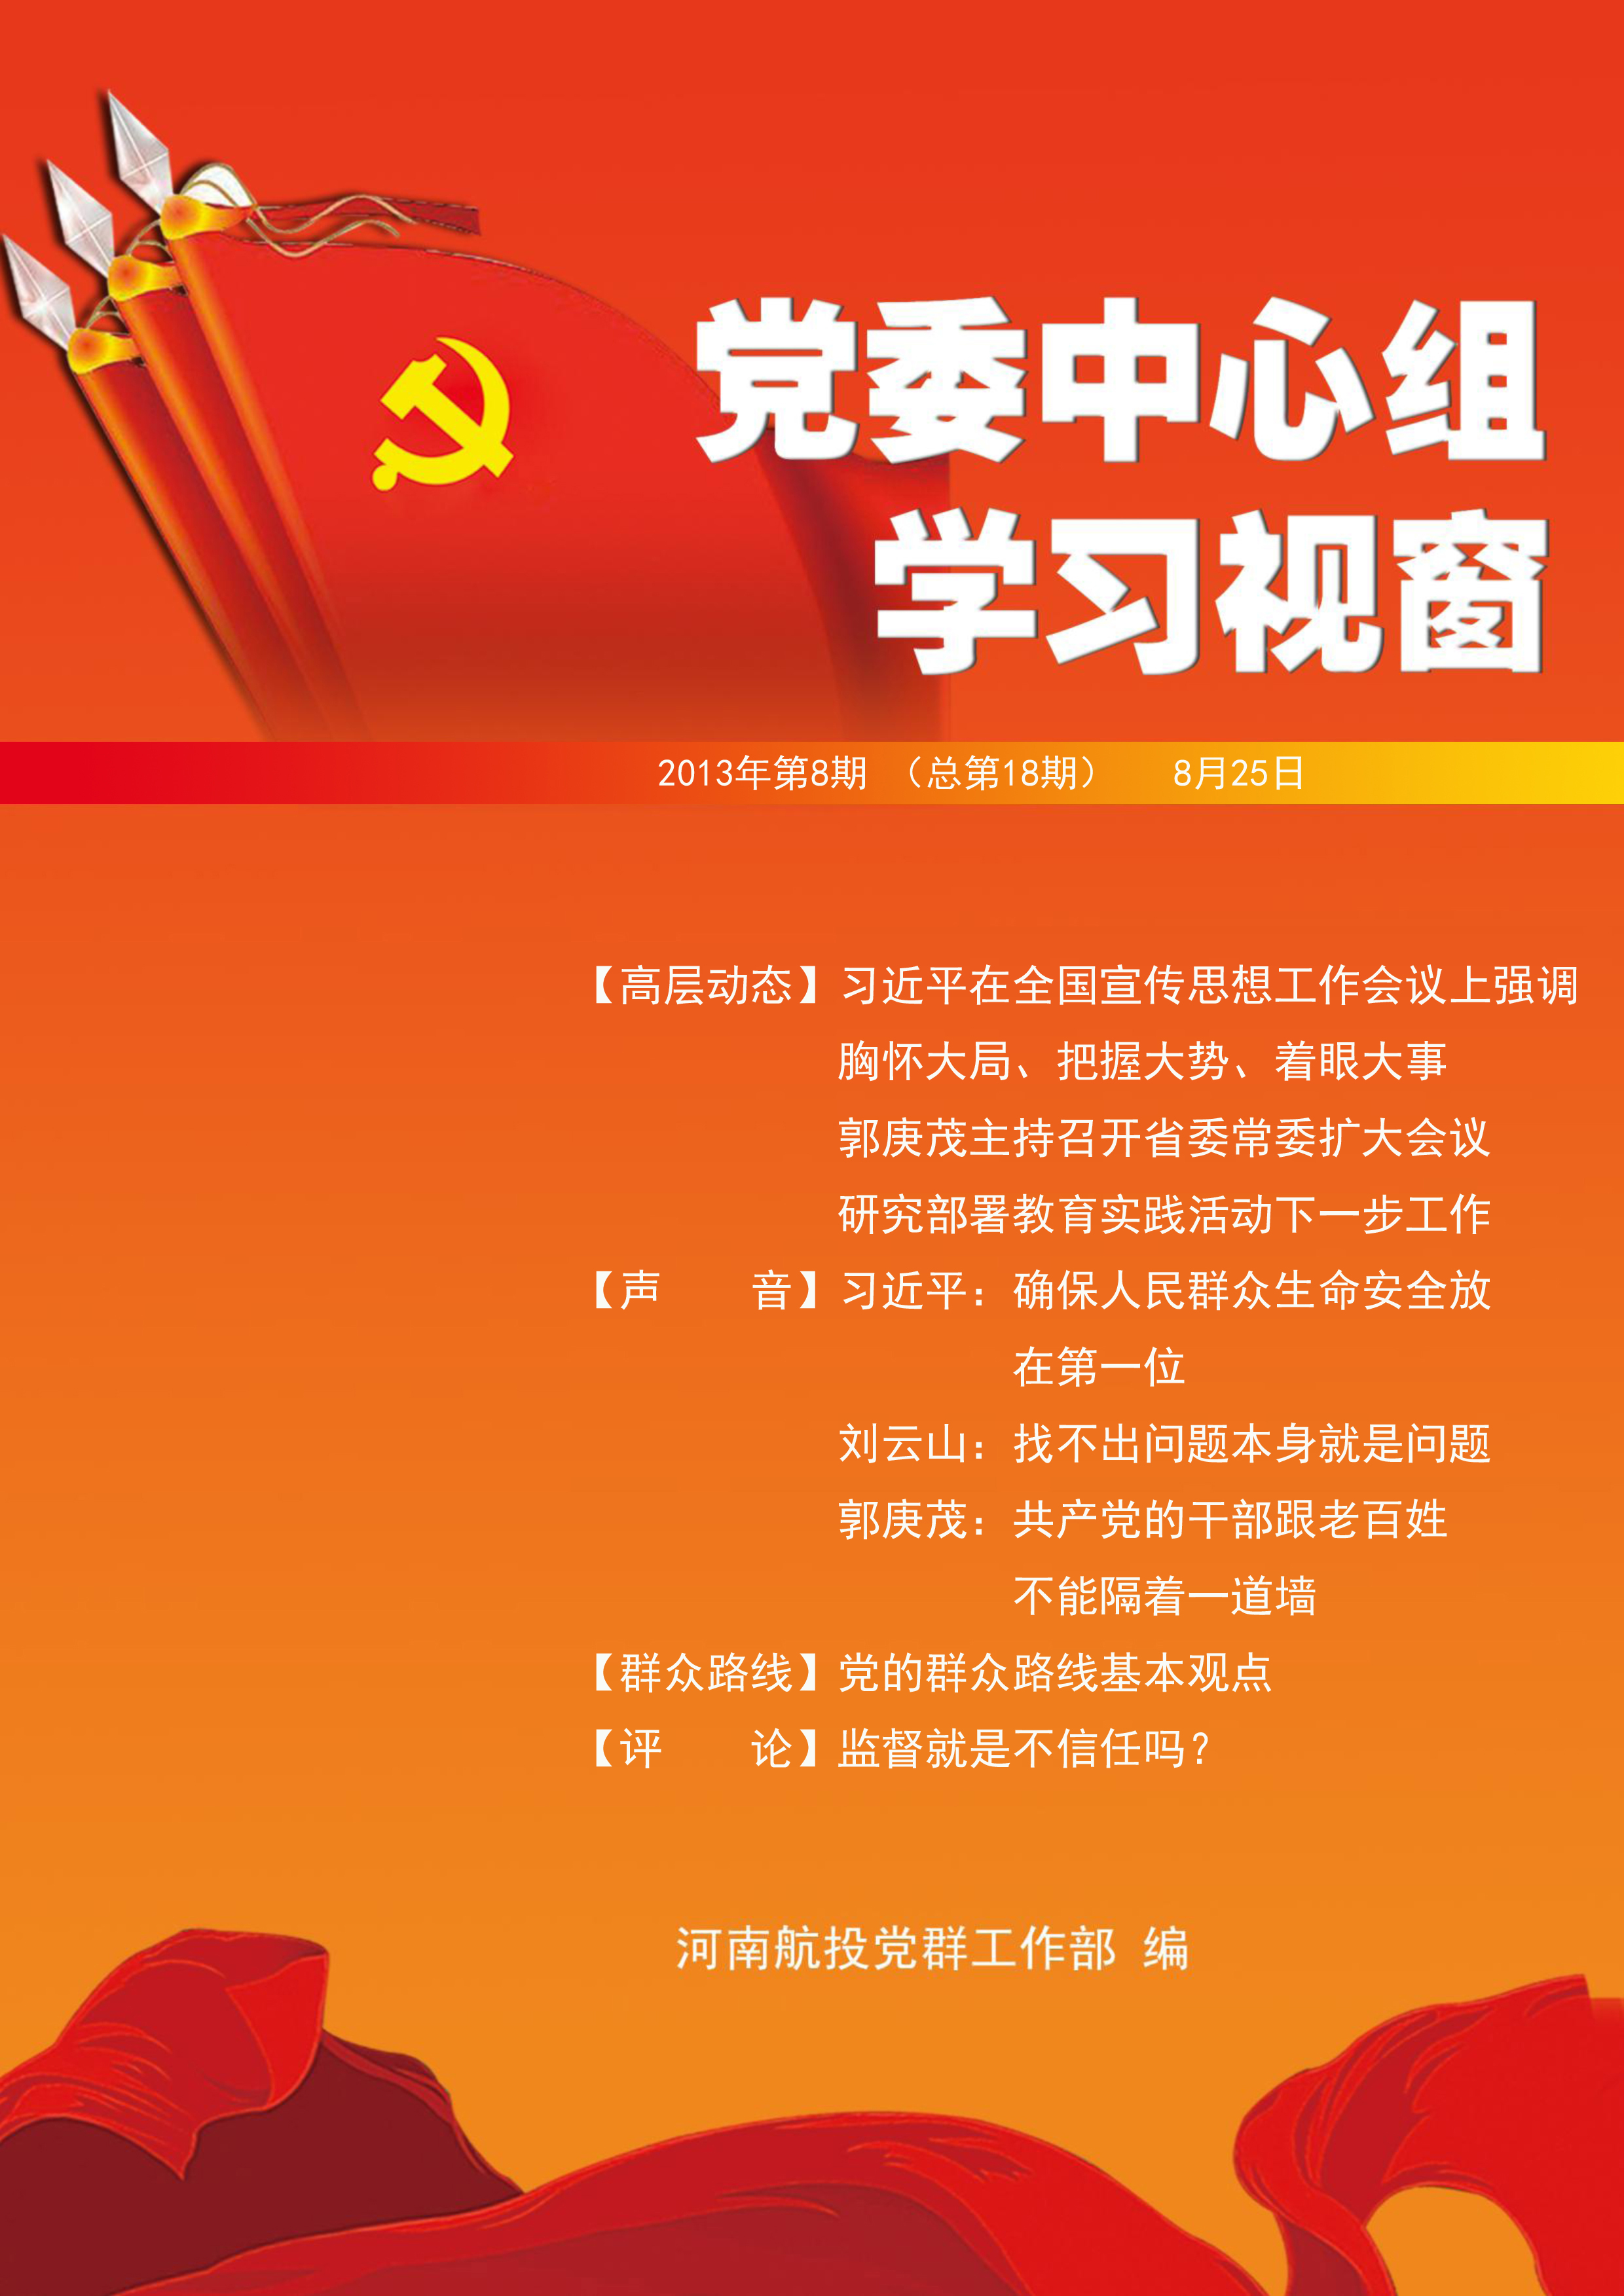 党委中心组
学习视窗
2013年第8期 （总第18期） 8月25日
【高层动态】习近平在全国宣传思想工作会议上强调
胸怀大局、把握大势、着眼大事
郭庚茂主持召开省委常委扩大会议
研究部署教育实践活动下一步工作
【声　　音】习近平：确保人民群众生命安全放
在第一位
刘云山：找不出问题本身就是问题
郭庚茂：共产党的干部跟老百姓
不能隔着一道墙
【群众路线】党的群众路线基本观点
【评　　论】监督就是不信任吗？
河南航投党群工作部 编